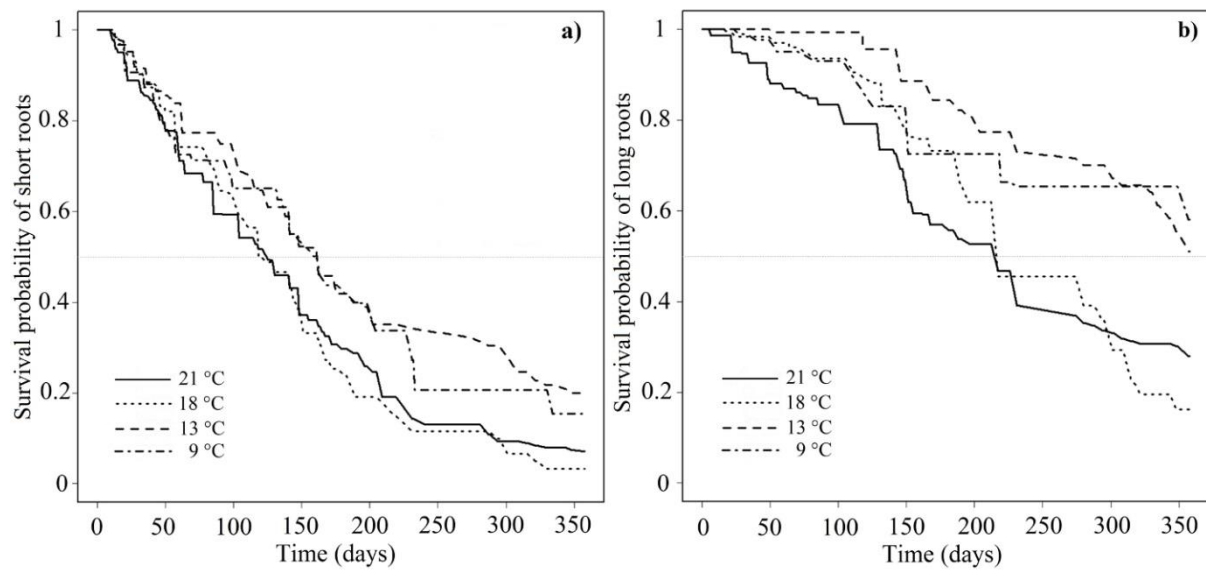 a)
Survival probability of short roots
1
0.8
0.6
0.4
0.2
0
21 °C
18 °C
13 °C
9 °C
0 50 100 150 200 250 300 350
Time (days)
b)
Survival probability of long roots
1
0.8
0.6
0.4
0.2
0
21 °C
18 °C
13 °C
9 °C
0 50 100 150 200 250 300 350
Time (days)